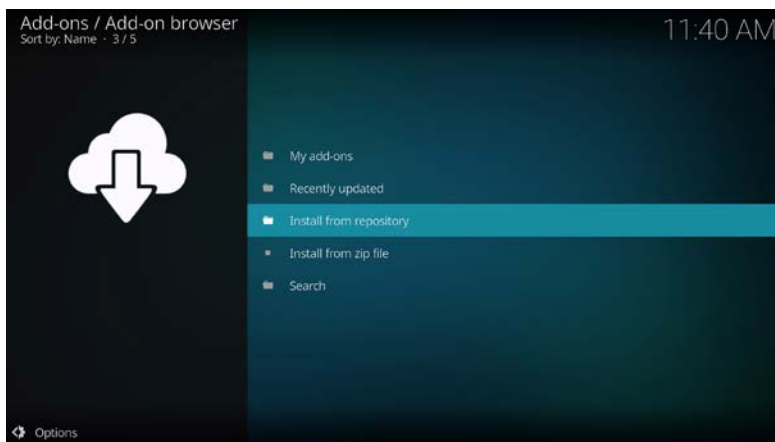 Add-ons / Add-on browser
Sort by: Name · 3 / 5
11:40 AM
My add-ons
Recently updated
Install from repository
Install from zip file
Search
Options